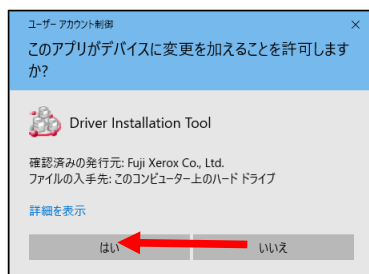 ユーザー アカウント制御
このアプリがデバイスに変更を加えることを許可します
か?
Driver Installation Tool
確認済みの発行元: Fuji Xerox Co., Ltd.
ファイルの入手先: このコンピューター上のハード ドライブ
詳細を表示
はい
いいえ